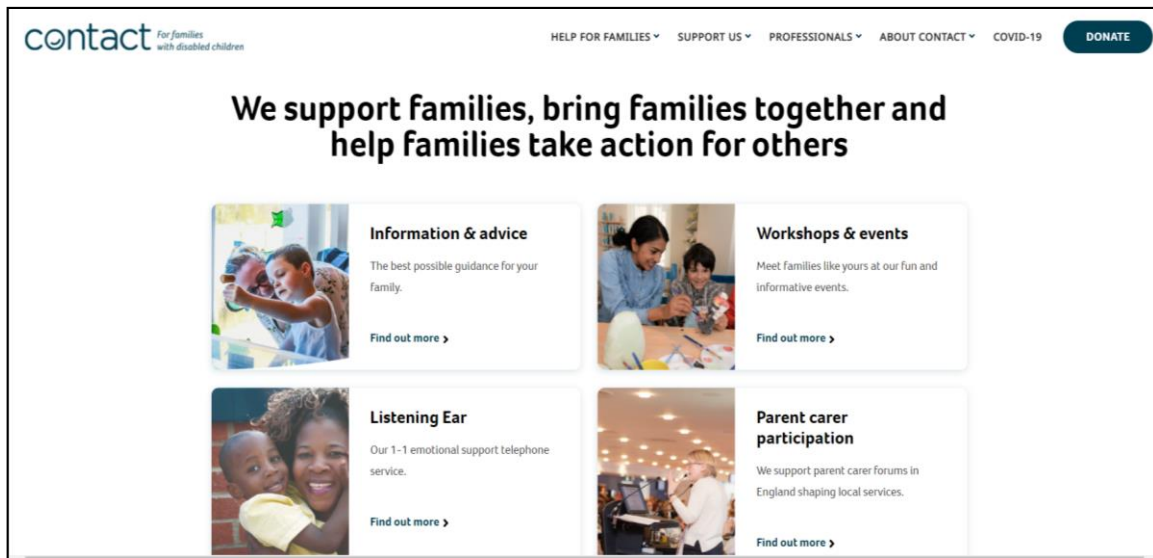 contact For families
with disabled children
HELP FOR FAMILIES SUPPORT US PROFESSIONALS ABOUT CONTACT COVID-19 DONATE
We support families, bring families together and
help families take action for others
Information & advice
The best possible guidance for your
family.
Find out more
Workshops & events
Meet families like yours at our fun and
informative events.
Find out more
Listening Ear
Our 1-1 emotional support telephone
service.
Find out more
Parent carer
participation
We support parent carer forums in
England shaping local services.
Find out more